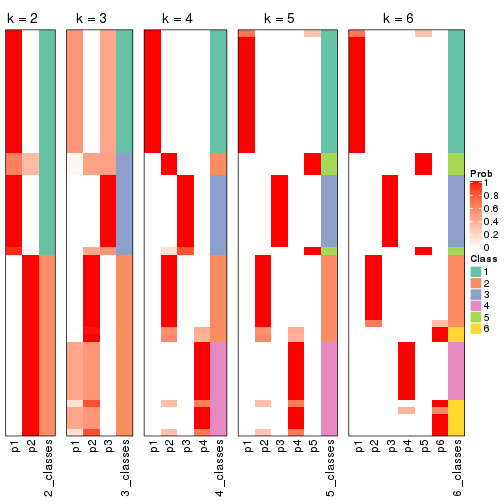 k = 2
k = 3
k = 4
k = 5
k = 6
Prob
1
0.8
0.6
0.4
0.2
0
Class
1
2
3
4
5
6
p1
p2
2_classes
p1
p2
p3
3_classes
p1
p2
p3
p4
4_classes
p1
p2
p3
p4
p5
5_classes
p1
p2
p3
p4
p5
p6
6_classes